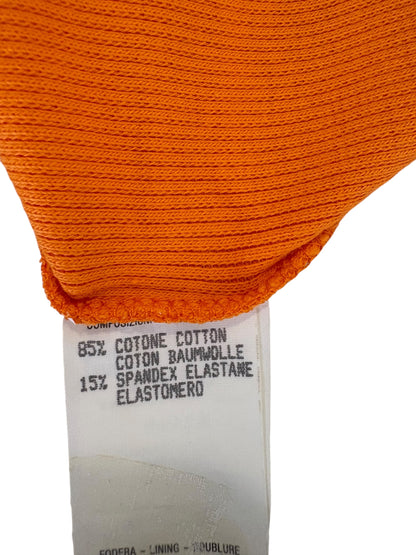 85% COTONE COTTON
COTON BAUMWOLLE
15% SPANDEX ELASTANE
ELASTOMERO
FODERA - LINING - DOUBLURE